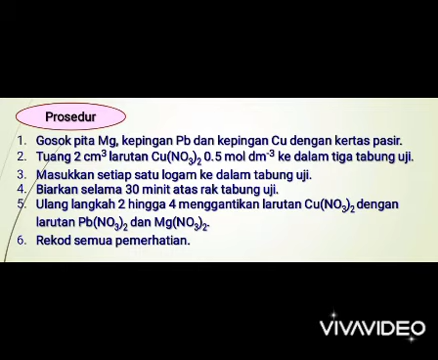 Prosedur
1. Gosok pita Mg, kepingan Pb dan kepingan Cu dengan kertas pasir.
2. Tuang 2 cm³ larutan Cu(NO₃)₂ 0.5 mol dm⁻³ ke dalam tiga tabung uji.
3. Masukkan setiap satu logam ke dalam tabung uji.
4. Biarkan selama 30 minit atas rak tabung uji.
5. Ulang langkah 2 hingga 4 menggantikan larutan Cu(NO₃)₂ dengan
larutan Pb(NO₃)₂ dan Mg(NO₃)₂.
6. Rekod semua pemerhatian.
VIVAVIDEO